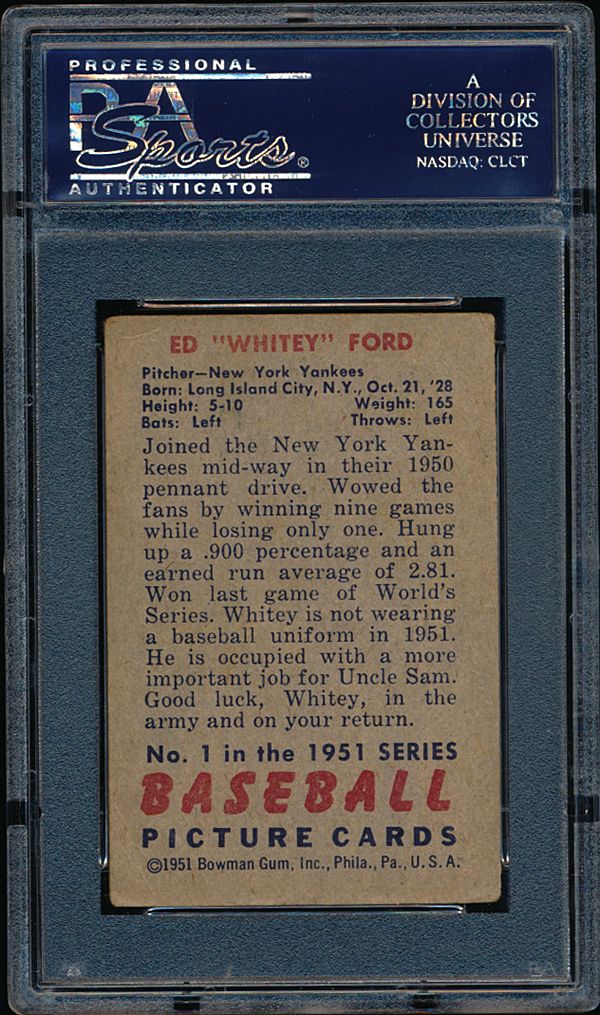 PROFESSIONAL
PSA
Sports®
AUTHENTICATOR
A
DIVISION OF
COLLECTORS
UNIVERSE
NASDAQ: CLCT
ED "WHITEY" FORD
Pitcher—New York Yankees
Born: Long Island City, N.Y., Oct. 21, '28
Height: 5-10 Weight: 165
Bats: Left Throws: Left
Joined the New York Yan-
kees mid-way in their 1950
pennant drive. Wowed the
fans by winning nine games
while losing only one. Hung
up a .900 percentage and an
earned run average of 2.81.
Won last game of World's
Series. Whitey is not wearing
a baseball uniform in 1951.
He is occupied with a more
important job for Uncle Sam.
Good luck, Whitey, in the
army and on your return.
No. 1 in the 1951 SERIES
BASEBALL
PICTURE CARDS
©1951 Bowman Gum, Inc., Phila., Pa., U.S.A.